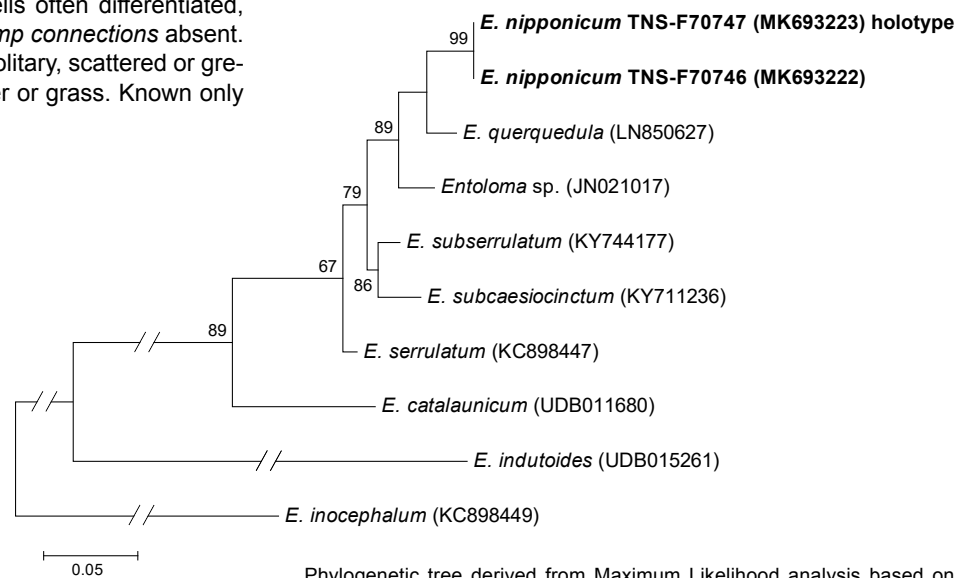 ells often differentiated,
mp connections absent.
olitary, scattered or gre-
er or grass. Known only
99
E. nipponicum TNS-F70747 (MK693223) holotype
E. nipponicum TNS-F70746 (MK693222)
E. querquedula (LN850627)
89
Entoloma sp. (JN021017)
79
E. subserrulatum (KY744177)
86
E. subcaesiocinctum (KY711236)
67
E. serrulatum (KC898447)
89
E. catalaunicum (UDB011680)
E. indutoides (UDB015261)
E. inocephalum (KC898449)
0.05
Phylogenetic tree derived from Maximum Likelihood analysis based on